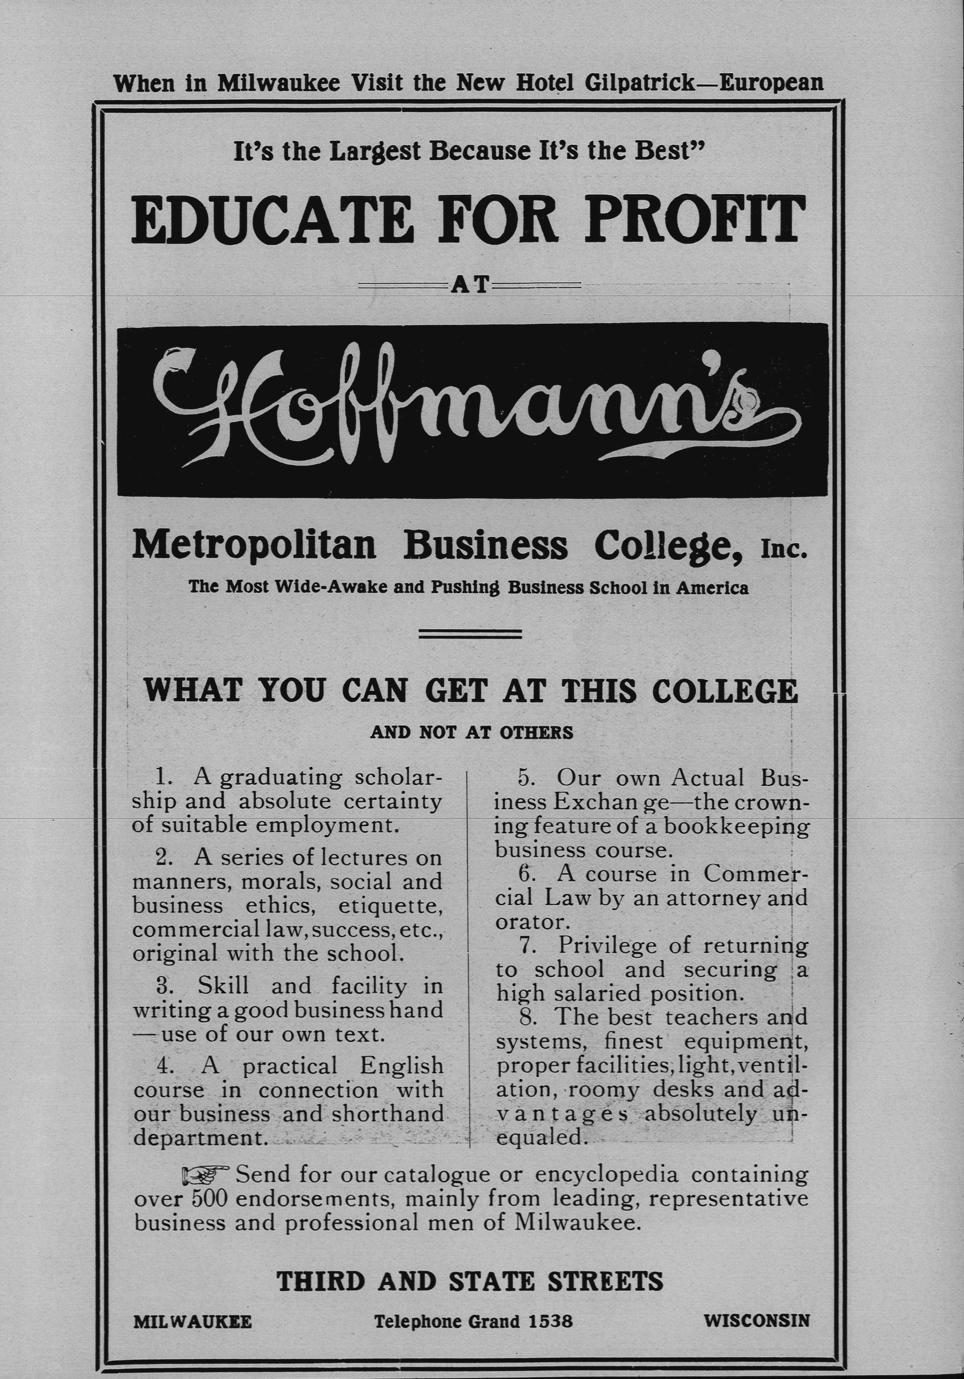 When in Milwaukee Visit the New Hotel Gilpatrick—European
It's the Largest Because It's the Best"
EDUCATE FOR PROFIT
AT
Hoffmann's
Metropolitan Business College, Inc.
The Most Wide-Awake and Pushing Business School in America
WHAT YOU CAN GET AT THIS COLLEGE
AND NOT AT OTHERS
1. A graduating scholar-
ship and absolute certainty
of suitable employment.
2. A series of lectures on
manners, morals, social and
business ethics, etiquette,
commercial law, success, etc.,
original with the school.
3. Skill and facility in
writing a good business hand
—use of our own text.
4. A practical English
course in connection with
our business and shorthand
department.
5. Our own Actual Bus-
iness Exchan ge—the crown-
ing feature of a bookkeeping
business course.
6. A course in Commer-
cial Law by an attorney and
orator.
7. Privilege of returning
to school and securing a
high salaried position.
8. The best teachers and
systems, finest equipment,
proper facilities, light, ventil-
ation, roomy desks and ad-
vantages absolutely un-
equaled.
Send for our catalogue or encyclopedia containing
over 500 endorsements, mainly from leading, representative
business and professional men of Milwaukee.
THIRD AND STATE STREETS
MILWAUKEE Telephone Grand 1538 WISCONSIN